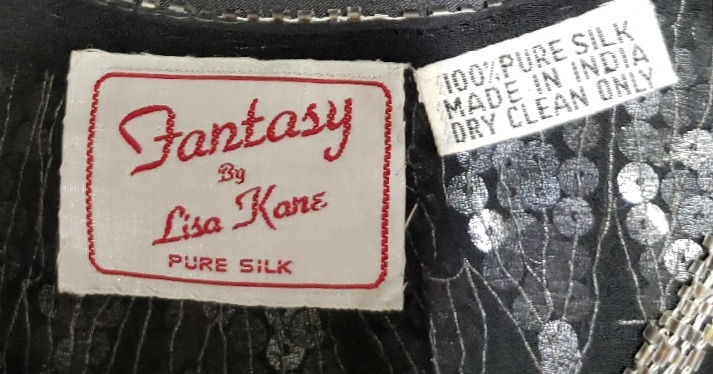 Fantasy
By
Lisa Kane
PURE SILK
100% PURE SILK
MADE IN INDIA
DRY CLEAN ONLY